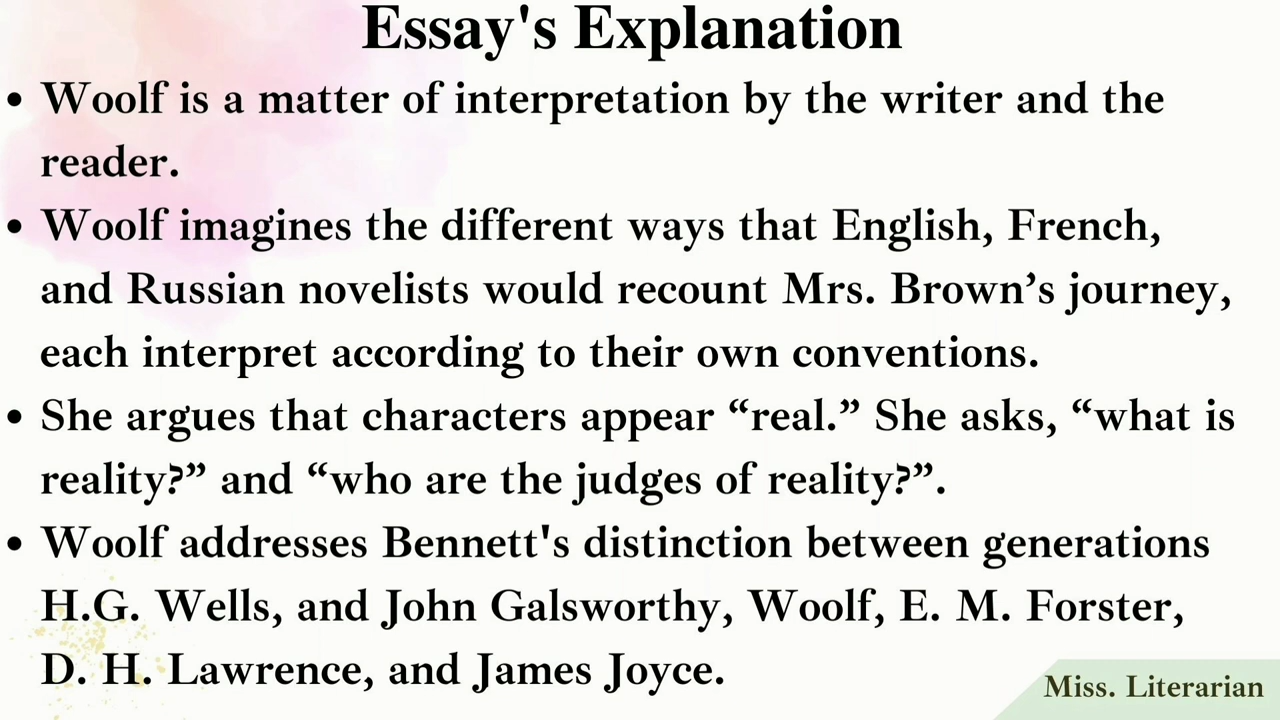 Essay's Explanation
• Woolf is a matter of interpretation by the writer and the
reader.
• Woolf imagines the different ways that English, French,
and Russian novelists would recount Mrs. Brown’s journey,
each interpret according to their own conventions.
• She argues that characters appear “real.” She asks, “what is
reality?” and “who are the judges of reality?”.
• Woolf addresses Bennett's distinction between generations
H.G. Wells, and John Galsworthy, Woolf, E. M. Forster,
D. H. Lawrence, and James Joyce.
Miss. Literarian